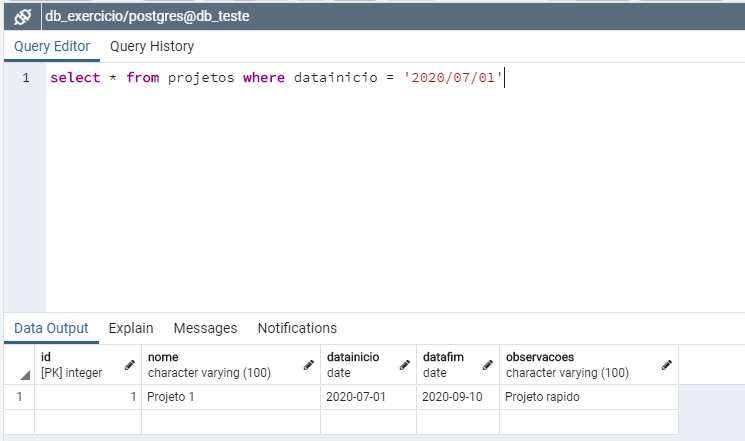 db_exercicio/postgres@db_teste
Query Editor Query History
1 select * from projetos where datainicio = '2020/07/01'
Data Output Explain Messages Notifications
id nome datainicio datafim observacoes
[PK] integer character varying (100) date date character varying (100)
1 1 Projeto 1 2020-07-01 2020-09-10 Projeto rapido